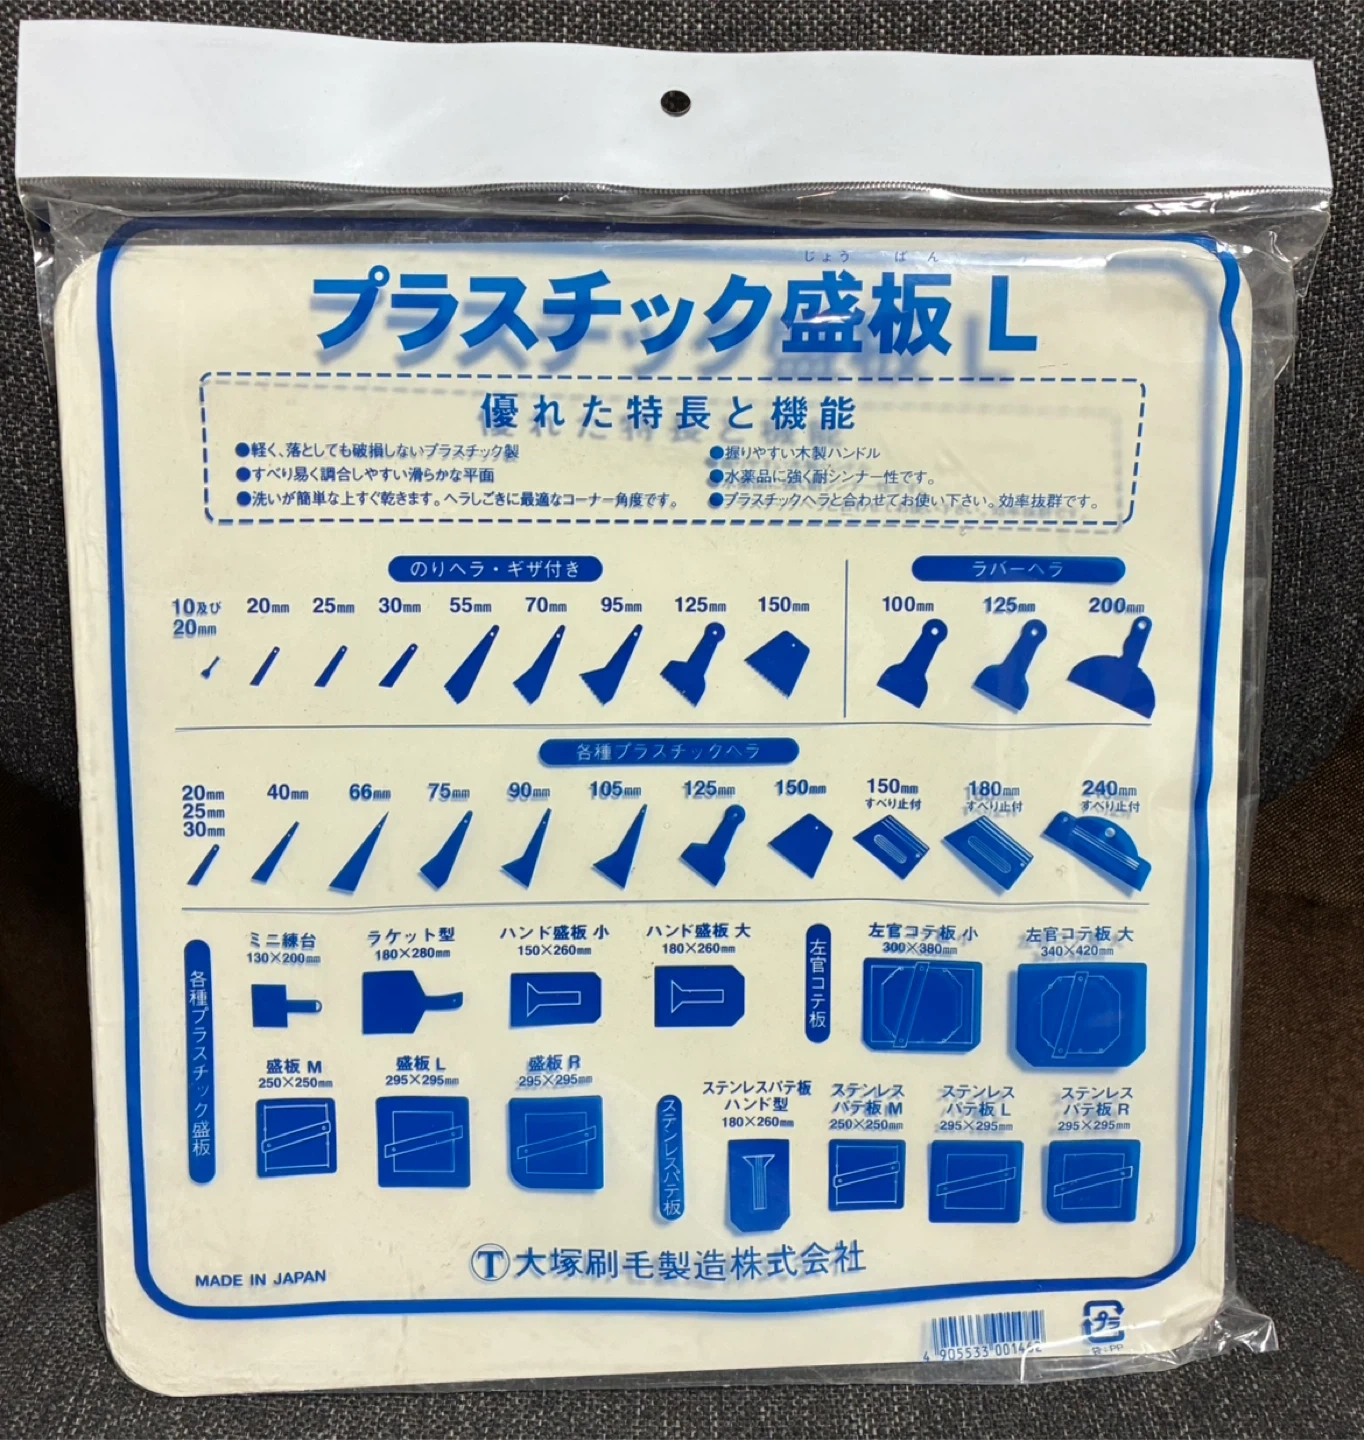 じょう ばん
プラスチック盛板 L
優れた特長と機能
●軽く、落としても破損しないプラスチック製
●すべり易く調合しやすい滑らかな平面
●洗いが簡単な上すぐ乾きます。ヘラしごきに最適なコーナー角度です。
●握りやすい木製ハンドル
●水薬品に強く耐シンナー性です。
●プラスチックヘラと合わせてお使い下さい。効率抜群です。
のりヘラ・ギザ付き
10及び 20mm 25mm 30mm 55mm 70mm 95mm 125mm 150mm
20mm
ラバーヘラ
100mm 125mm 200mm
各種プラスチックヘラ
20mm 40mm 66mm 75mm 90mm 105mm 125mm 150mm 150mm 180mm 240mm
25mm すべり止付 すべり止付 すべり止付
30mm
各種プラスチック盛板
ミニ練台 ラケット型 ハンド盛板 小 ハンド盛板 大
130×200mm 180×280mm 150×260mm 180×260mm
左官コテ板
左官コテ板 小 左官コテ板 大
300×380mm 340×420mm
盛板 M 盛板 L 盛板 R
250×250mm 295×295mm 295×295mm
ステンレスパテ板
ステンレスパテ板 ステンレス ステンレス ステンレス
ハンド型 パテ板 M パテ板 L パテ板 R
180×260mm 250×250mm 295×295mm 295×295mm
T大塚刷毛製造株式会社
MADE IN JAPAN
プラ
袋:PP
4 905533